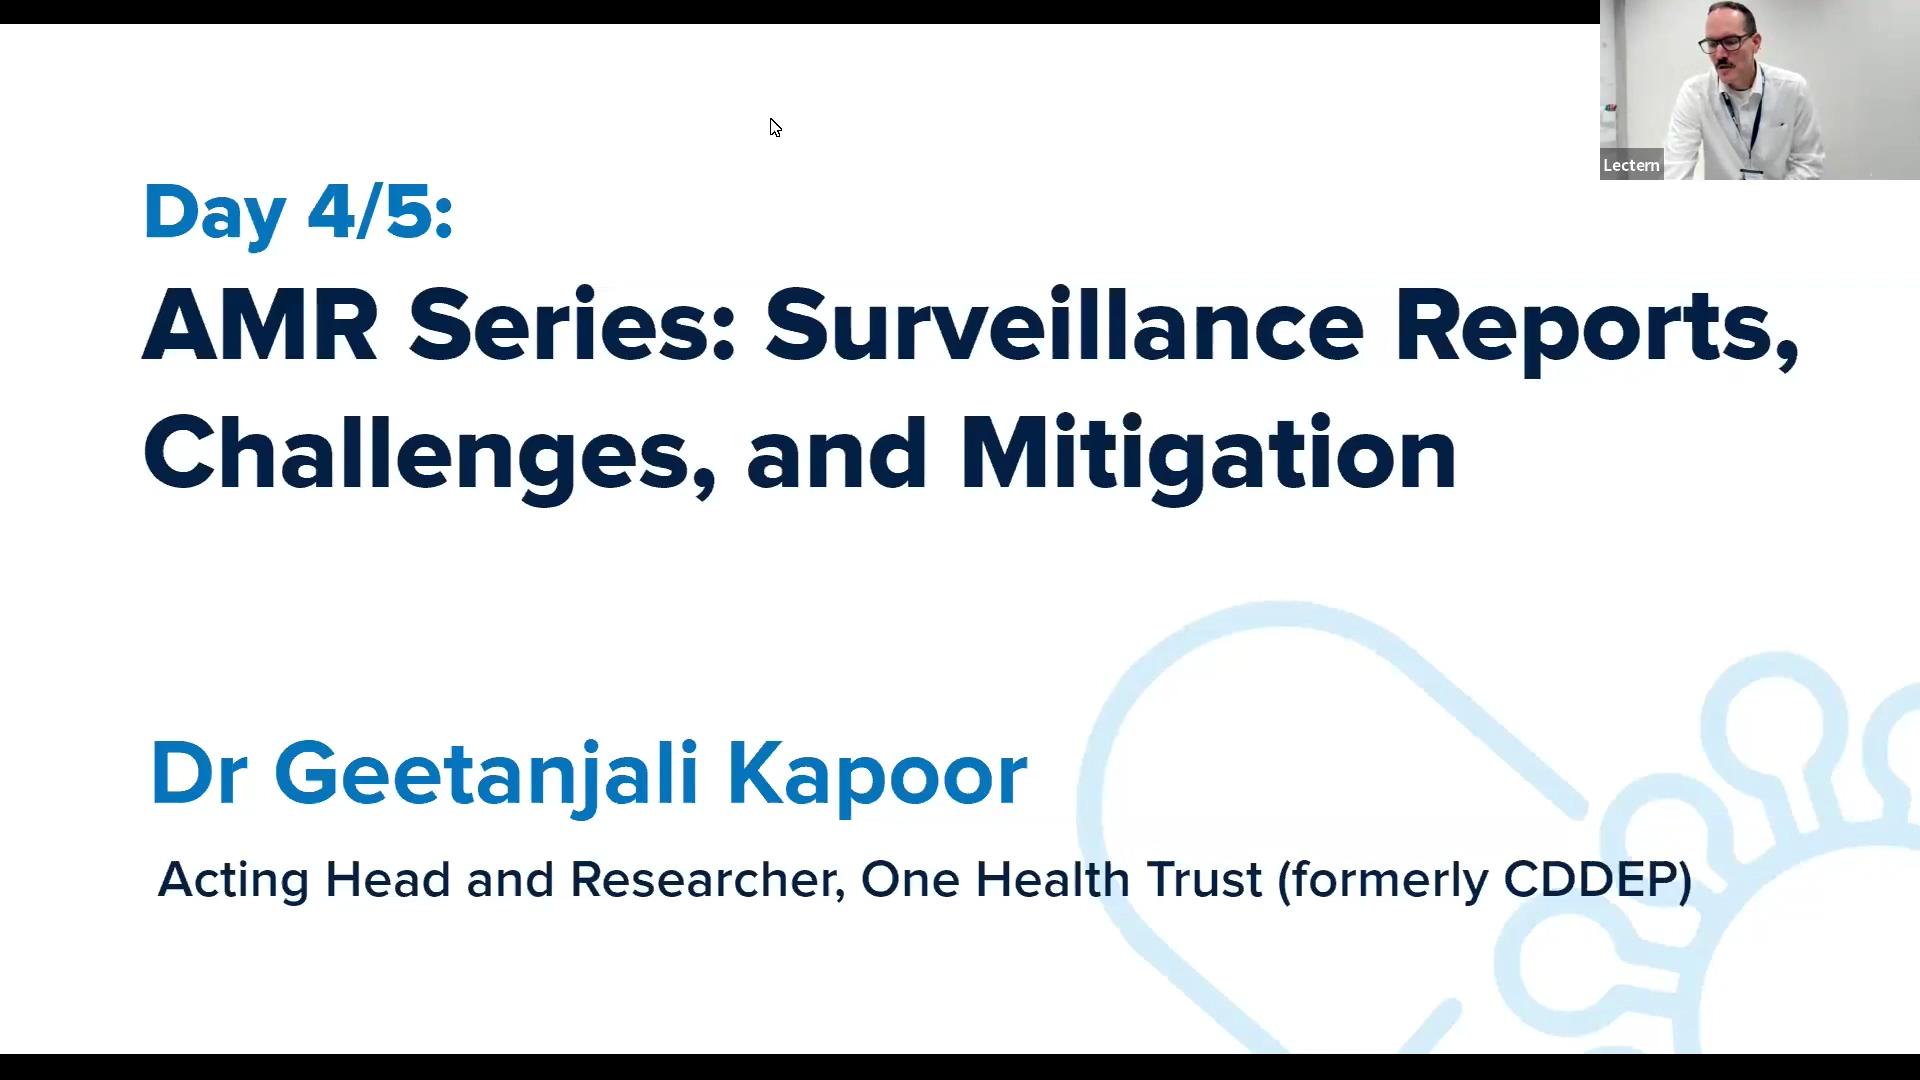 Lectern
Day 4/5:
AMR Series: Surveillance Reports,
Challenges, and Mitigation
Dr Geetanjali Kapoor
Acting Head and Researcher, One Health Trust (formerly CDDEP)